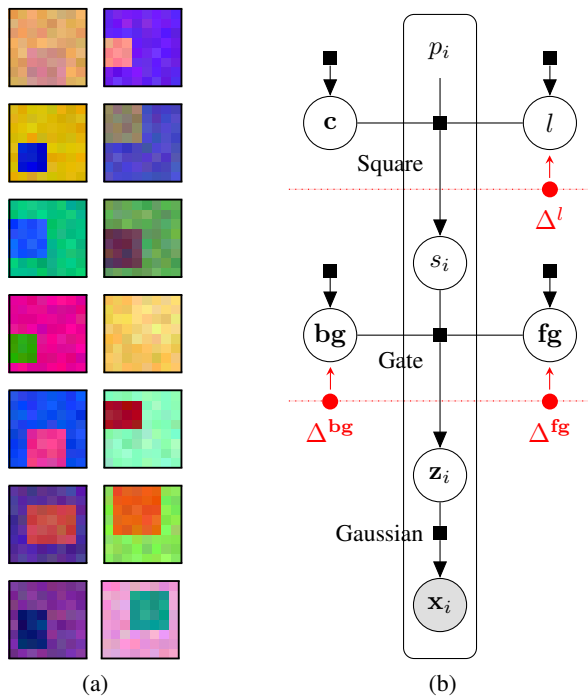 p_i
c
l
Square
Δ^l
s_i
bg
fg
Gate
Δ^bg
Δ^fg
z_i
Gaussian
x_i
(a)
(b)